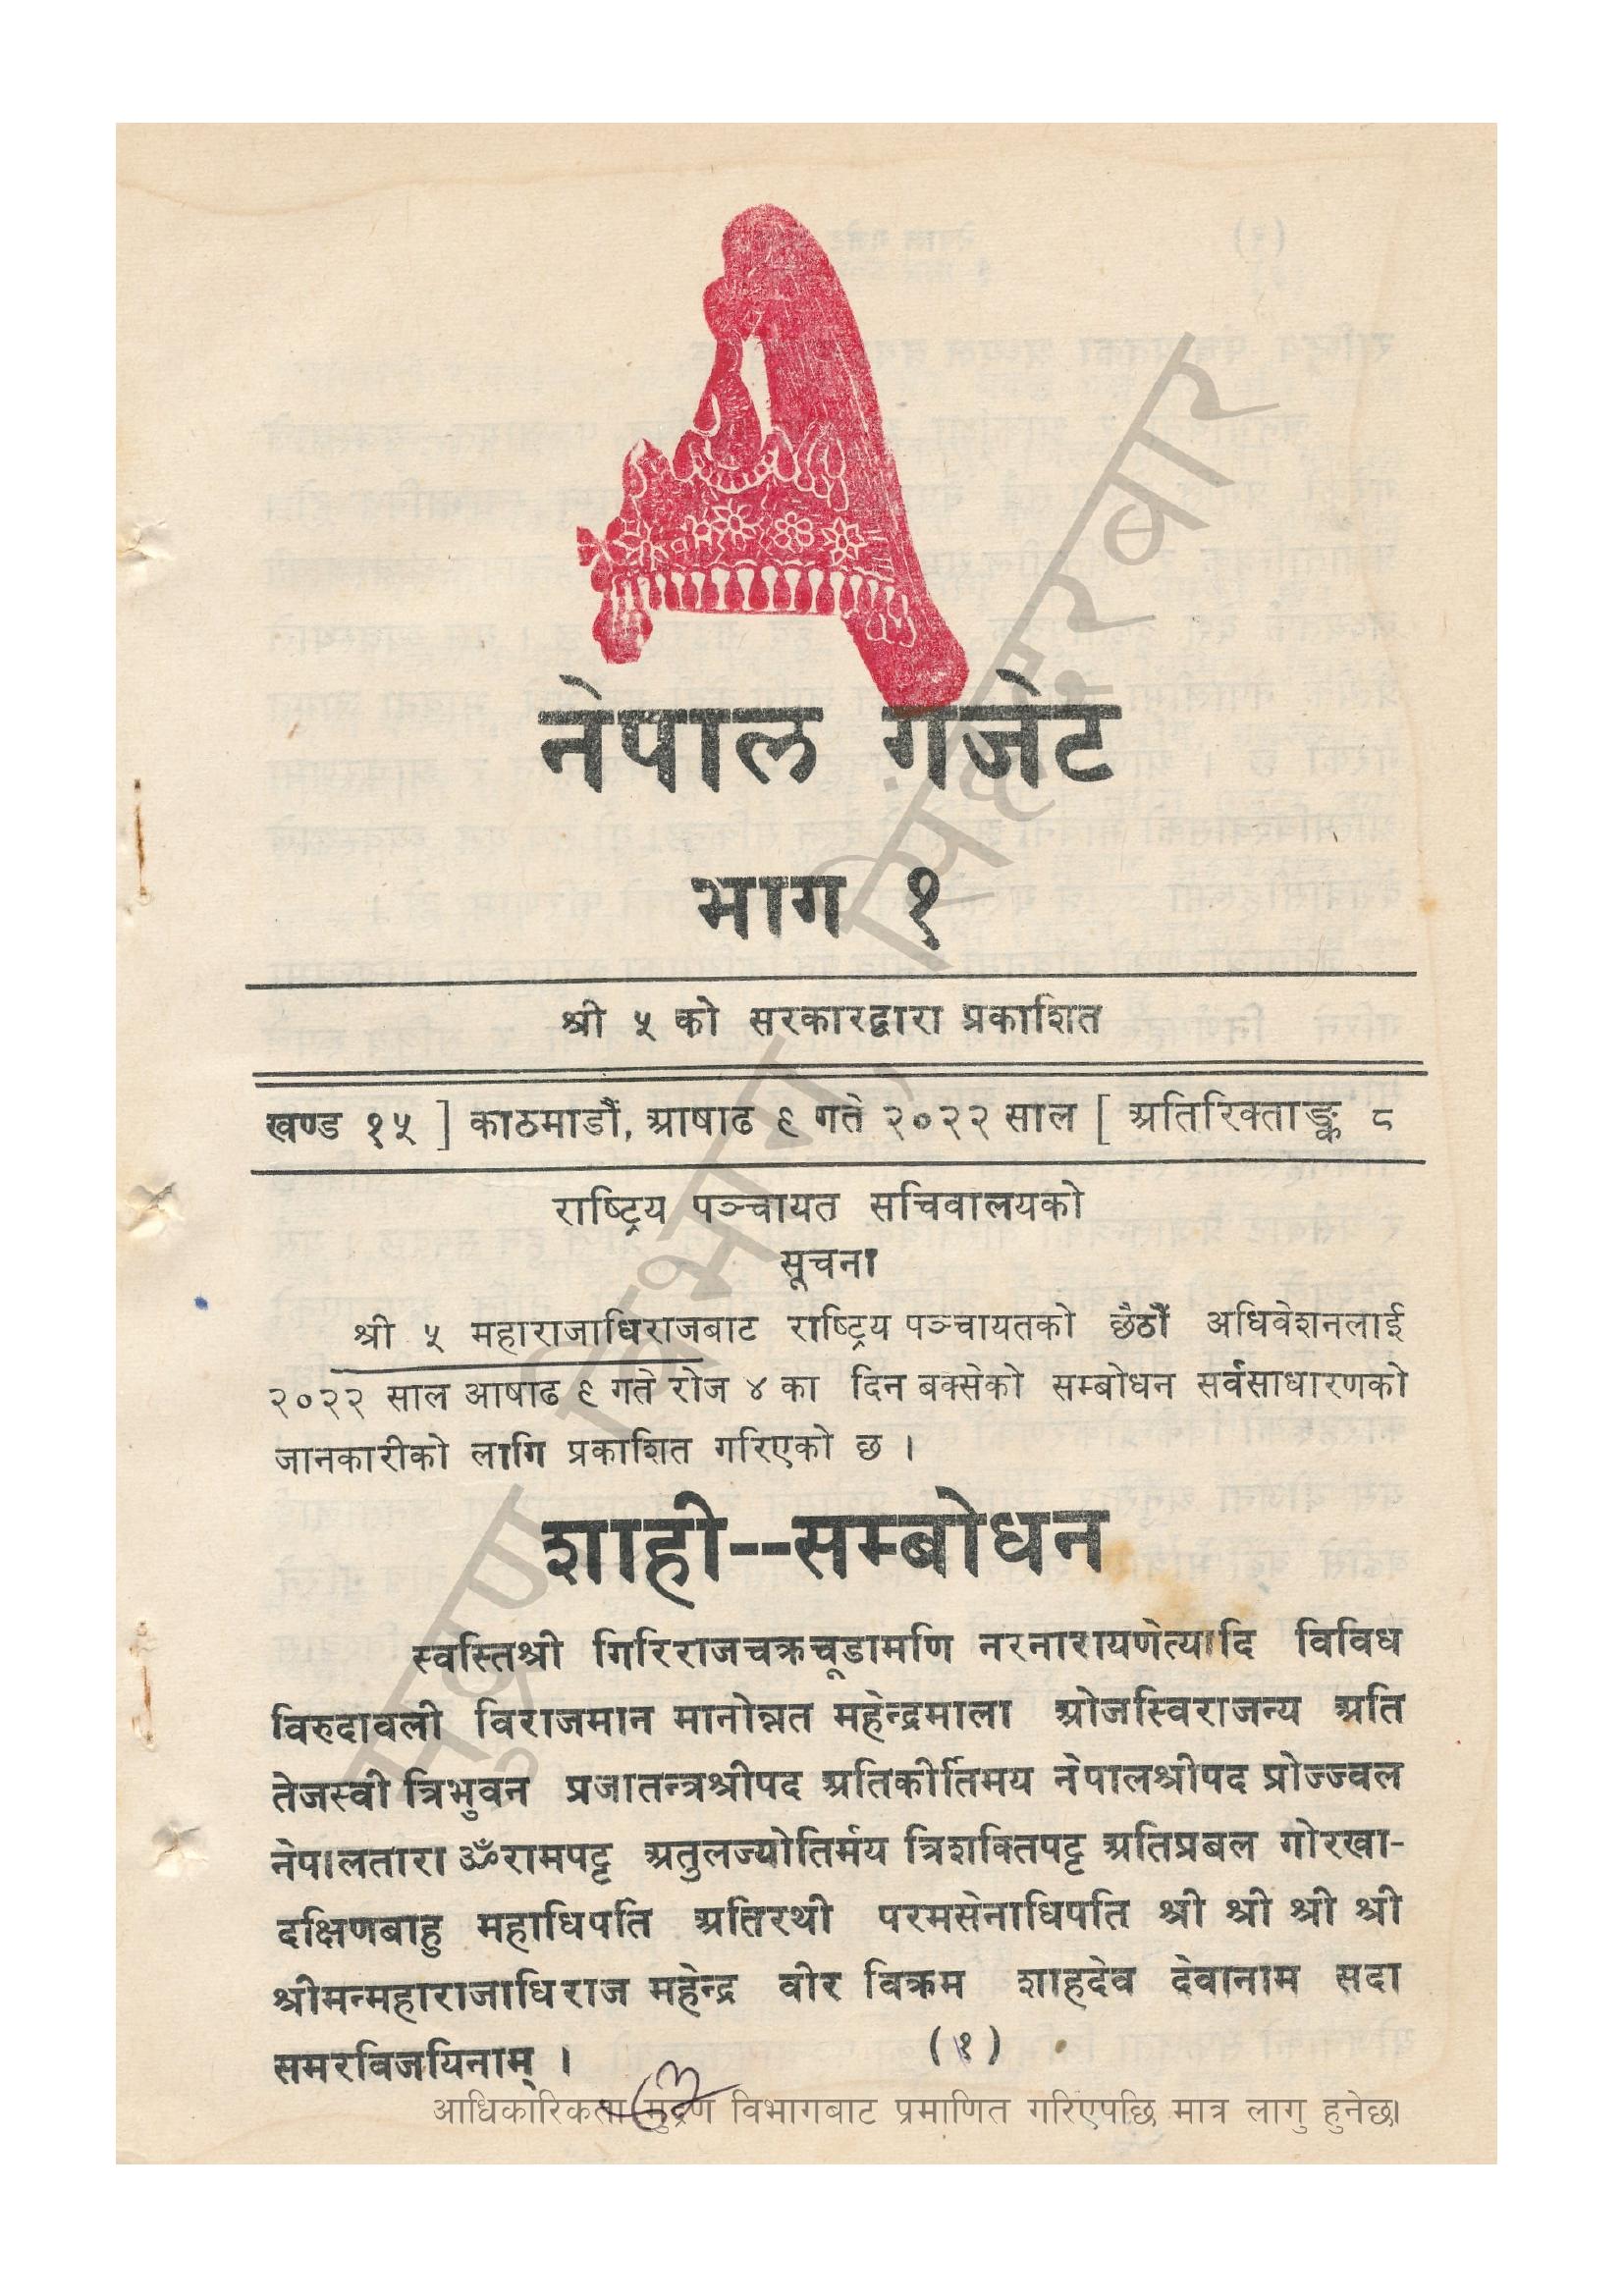 नेपाल गजेट
भाग १
श्री ५ को सरकारद्वारा प्रकाशित
खण्ड १५ ] काठमाडौं, आषाढ ९ गते २०२२ साल [ अतिरिक्ताङ्क ८
राष्ट्रिय पञ्चायत सचिवालयको
सूचना
श्री ५ महाराजाधिराजबाट राष्ट्रिय पञ्चायतको छैठौं अधिवेशनलाई
२०२२ साल आषाढ ९ गते रोज ४ का दिन बक्सेको सम्बोधन सर्वसाधारणको
जानकारीको लागि प्रकाशित गरिएको छ ।
शाही--सम्बोधन
स्वस्तिश्री गिरिराजचक्रचूडामणि नरनारायणेत्यादि विविध
विरुदावली विराजमान मानोन्नत महेन्द्रमाला ओजस्विराजन्य अति
तेजस्वी त्रिभुवन प्रजातन्त्रश्रीपद अतिकीर्तिमय नेपालश्रीपद प्रोज्ज्वल
नेपालतारा ॐरामपट्ट अतुलज्योतिर्मय त्रिशक्तिपट्ट अतिप्रबल गोरखा-
दक्षिणबाहु महाधिपति अतिरथी परमसेनाधिपति श्री श्री श्री श्री
श्रीमन्महाराजाधिराज महेन्द्र वीर विक्रम शाहदेव देवानाम सदा
समरविजयिनाम् ।
(१)
आधिकारिकता मुद्रण विभागबाट प्रमाणित गरिएपछि मात्र लागु हुनेछ।
मुद्रण विभाग, सिंहदरबार